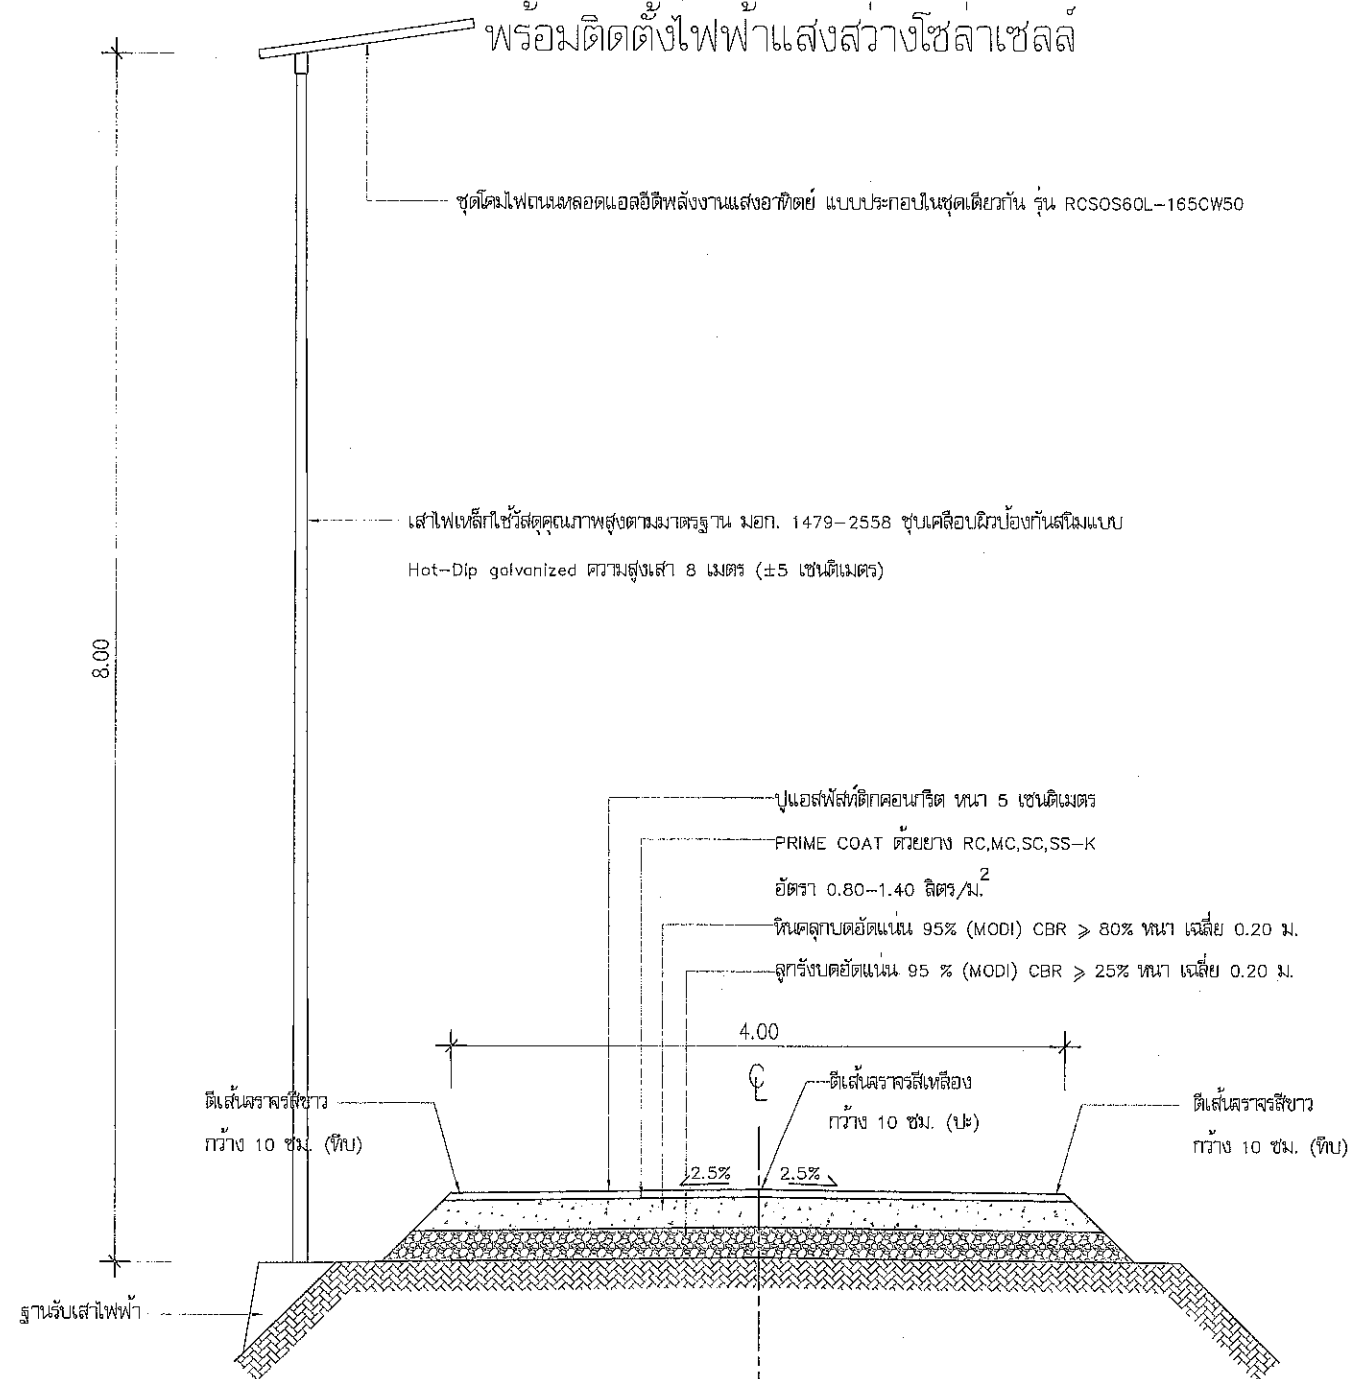 พร้อมติดตั้งไฟฟ้าแสงสว่างโซล่าเซลล์
ชุดโคมไฟถนนหลอดแอลอีดีพลังงานแสงอาทิตย์ แบบประกอบในชุดเดียวกัน รุ่น RCSOS60L-165CW50
เสาไฟเหล็กใช้วัสดุคุณภาพสูงตามมาตรฐาน มอก. 1479-2558 ชุบเคลือบผิวป้องกันสนิมแบบ
Hot-Dip galvanized ความสูงเสา 8 เมตร (±5 เซนติเมตร)
8.00
ปูแอสฟัสท์ติกคอนกรีต หนา 5 เซนติเมตร
PRIME COAT ด้วยยาง RC,MC,SC,SS-K
อัตรา 0.80-1.40 ลิตร/ม.²
หินคลุกบดอัดแน่น 95% (MODI) CBR ⩾ 80% หนา เฉลี่ย 0.20 ม.
ลูกรังบดอัดแน่น 95 % (MODI) CBR ⩾ 25% หนา เฉลี่ย 0.20 ม.
4.00
℄
ตีเส้นจราจรสีเหลือง
กว้าง 10 ซม. (ปะ)
ตีเส้นจราจรสีขาว
กว้าง 10 ซม. (ทึบ)
ตีเส้นจราจรสีขาว
กว้าง 10 ซม. (ทึบ)
2.5% 2.5%
ฐานรับเสาไฟฟ้า